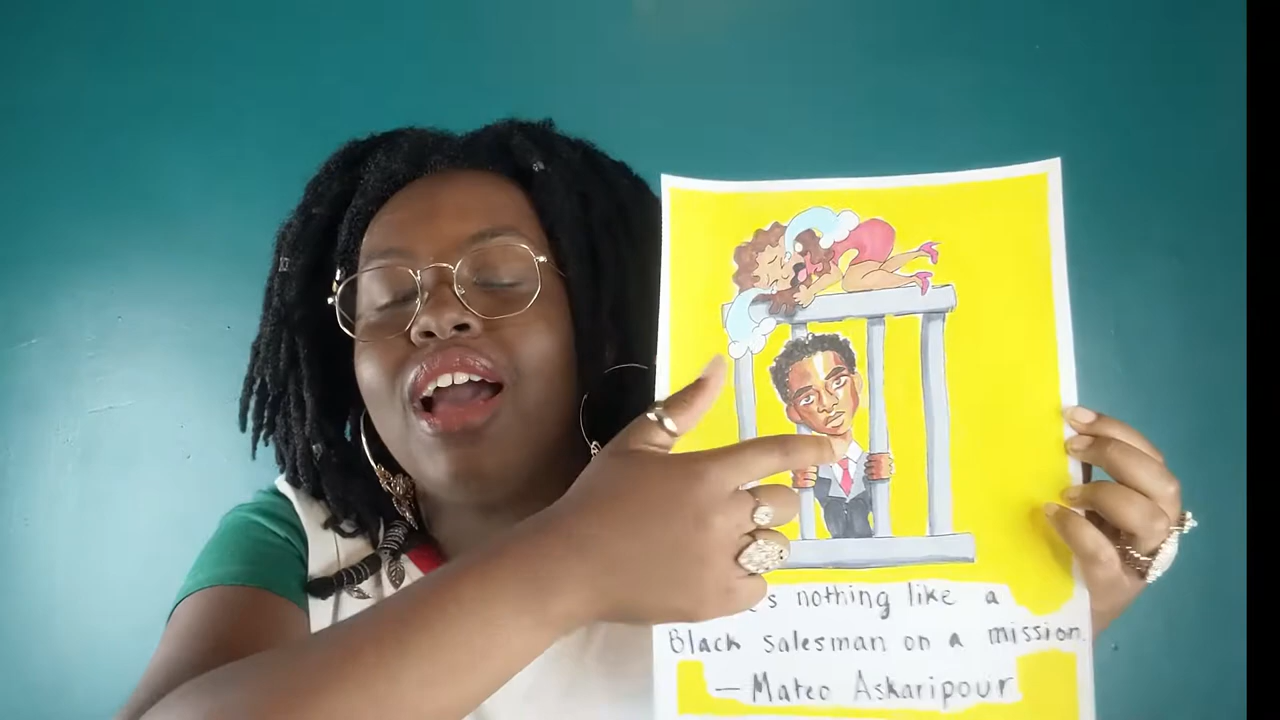 's nothing like a
Black salesman on a mission.
— Mateo Askaripour